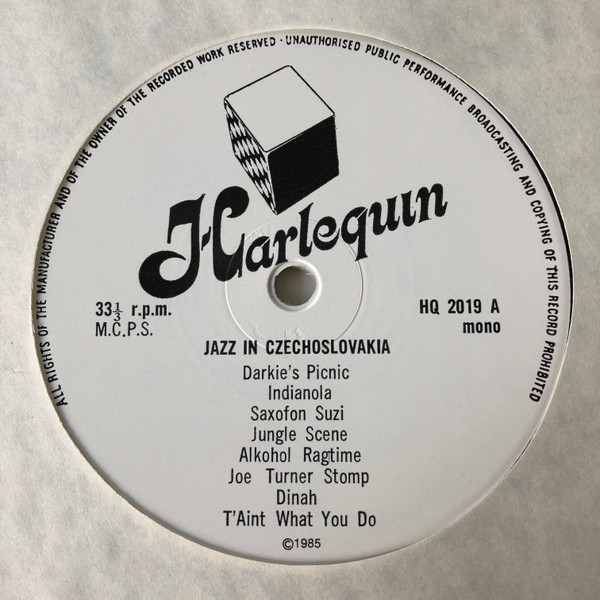 ALL RIGHTS OF THE MANUFACTURER AND OF THE OWNER OF THE RECORDED WORK RESERVED · UNAUTHORISED PUBLIC PERFORMANCE BROADCASTING AND COPYING OF THIS RECORD PROHIBITED
Harlequin
33⅓ r.p.m.
M.C.P.S.
HQ 2019 A
mono
JAZZ IN CZECHOSLOVAKIA
Darkie's Picnic
Indianola
Saxofon Suzi
Jungle Scene
Alkohol Ragtime
Joe Turner Stomp
Dinah
T'Aint What You Do
©1985